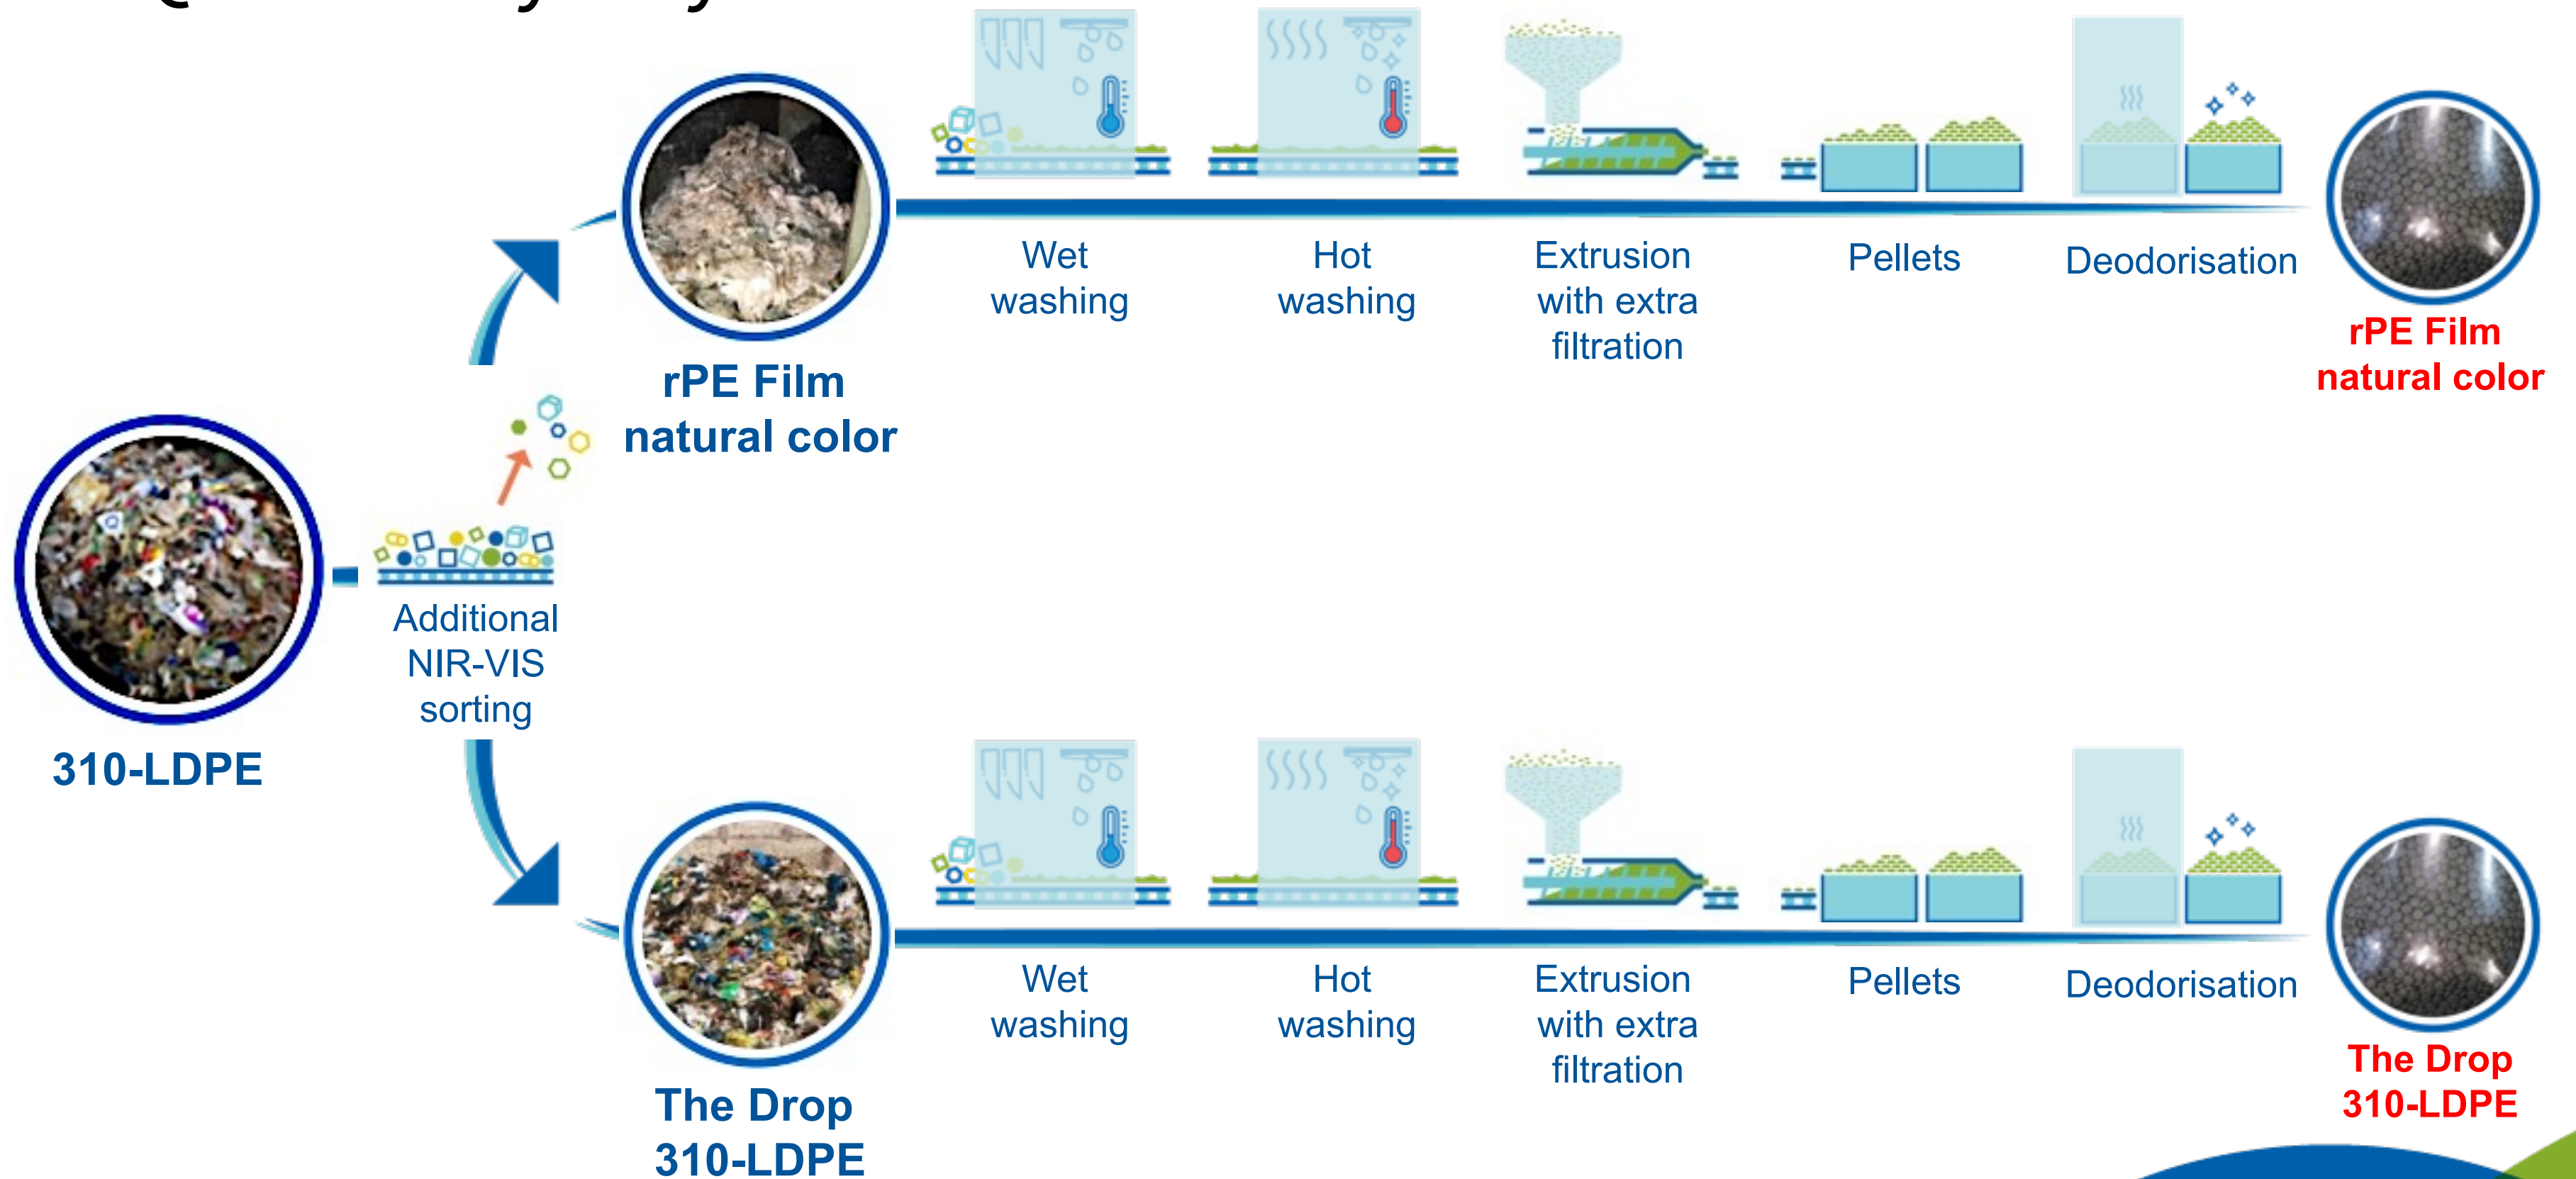 rPE Film
natural color
Wet
washing
Hot
washing
Extrusion
with extra
filtration
Pellets
Deodorisation
rPE Film
natural color
310-LDPE
Additional
NIR-VIS
sorting
The Drop
310-LDPE
Wet
washing
Hot
washing
Extrusion
with extra
filtration
Pellets
Deodorisation
The Drop
310-LDPE